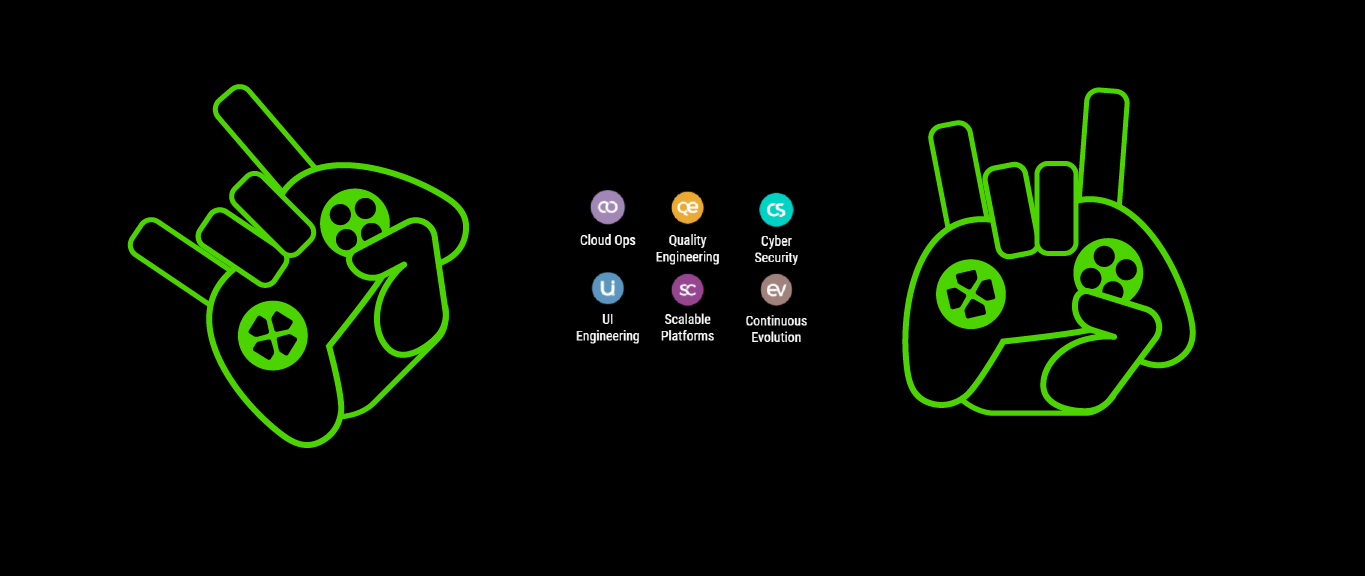 co
qe
cs
Cloud Ops
Quality
Engineering
Cyber
Security
ui
sc
ev
UI
Engineering
Scalable
Platforms
Continuous
Evolution